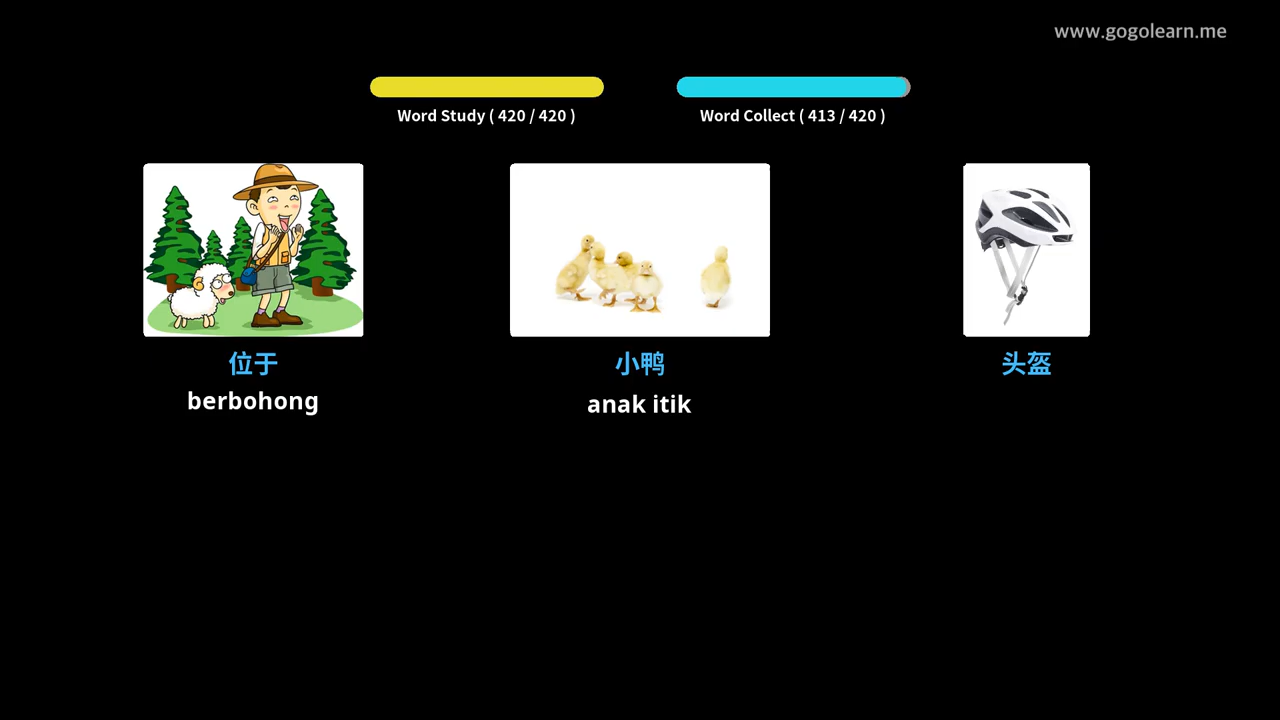 www.gogolearn.me
Word Study ( 420 / 420 )
Word Collect ( 413 / 420 )
位于
小鸭
头盔
berbohong
anak itik